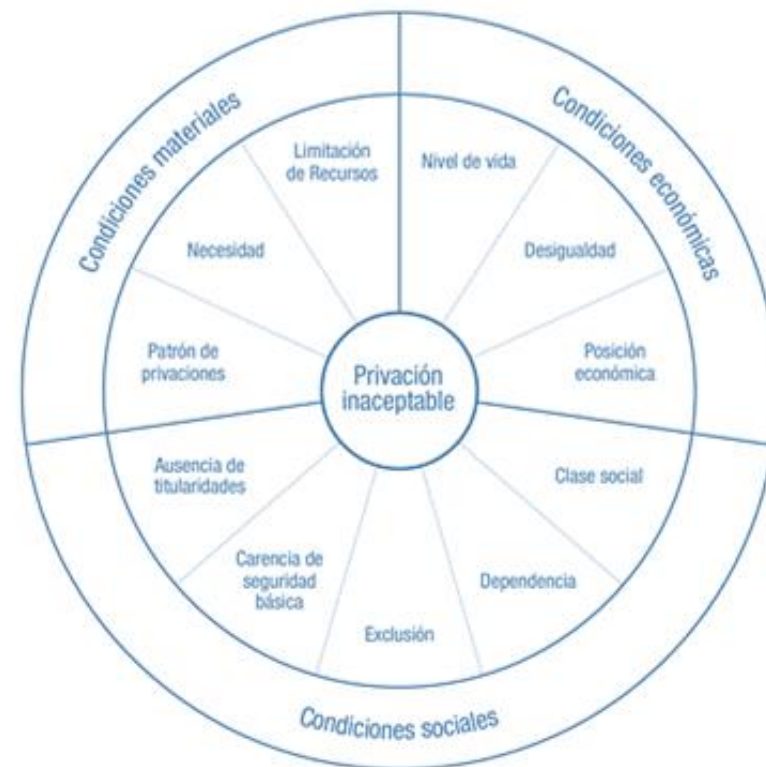 Condiciones materiales
Condiciones económicas
Limitación
de Recursos
Nivel de vida
Necesidad
Desigualdad
Patrón de
privaciones
Privación
inaceptable
Posición
económica
Ausencia de
titularidades
Clase social
Carencia de
seguridad
básica
Dependencia
Exclusión
Condiciones sociales